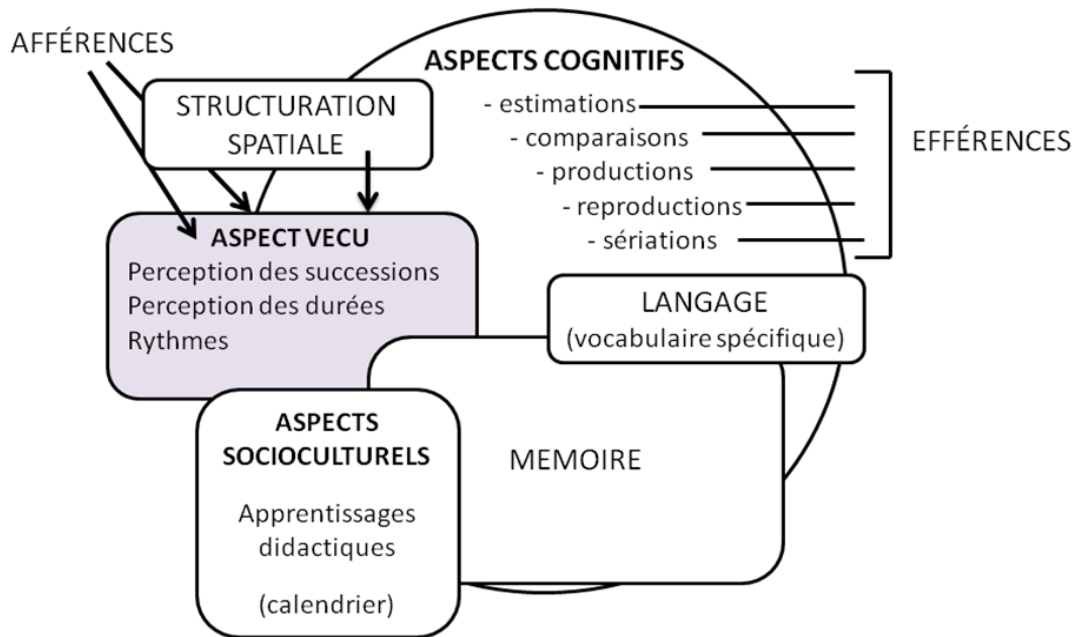 AFFÉRENCES
STRUCTURATION
SPATIALE
ASPECTS COGNITIFS
- estimations
- comparaisons
- productions
- reproductions
- sériations
EFFÉRENCES
ASPECT VECU
Perception des successions
Perception des durées
Rythmes
LANGAGE
(vocabulaire spécifique)
MEMOIRE
ASPECTS
SOCIOCULTURELS
Apprentissages
didactiques
(calendrier)